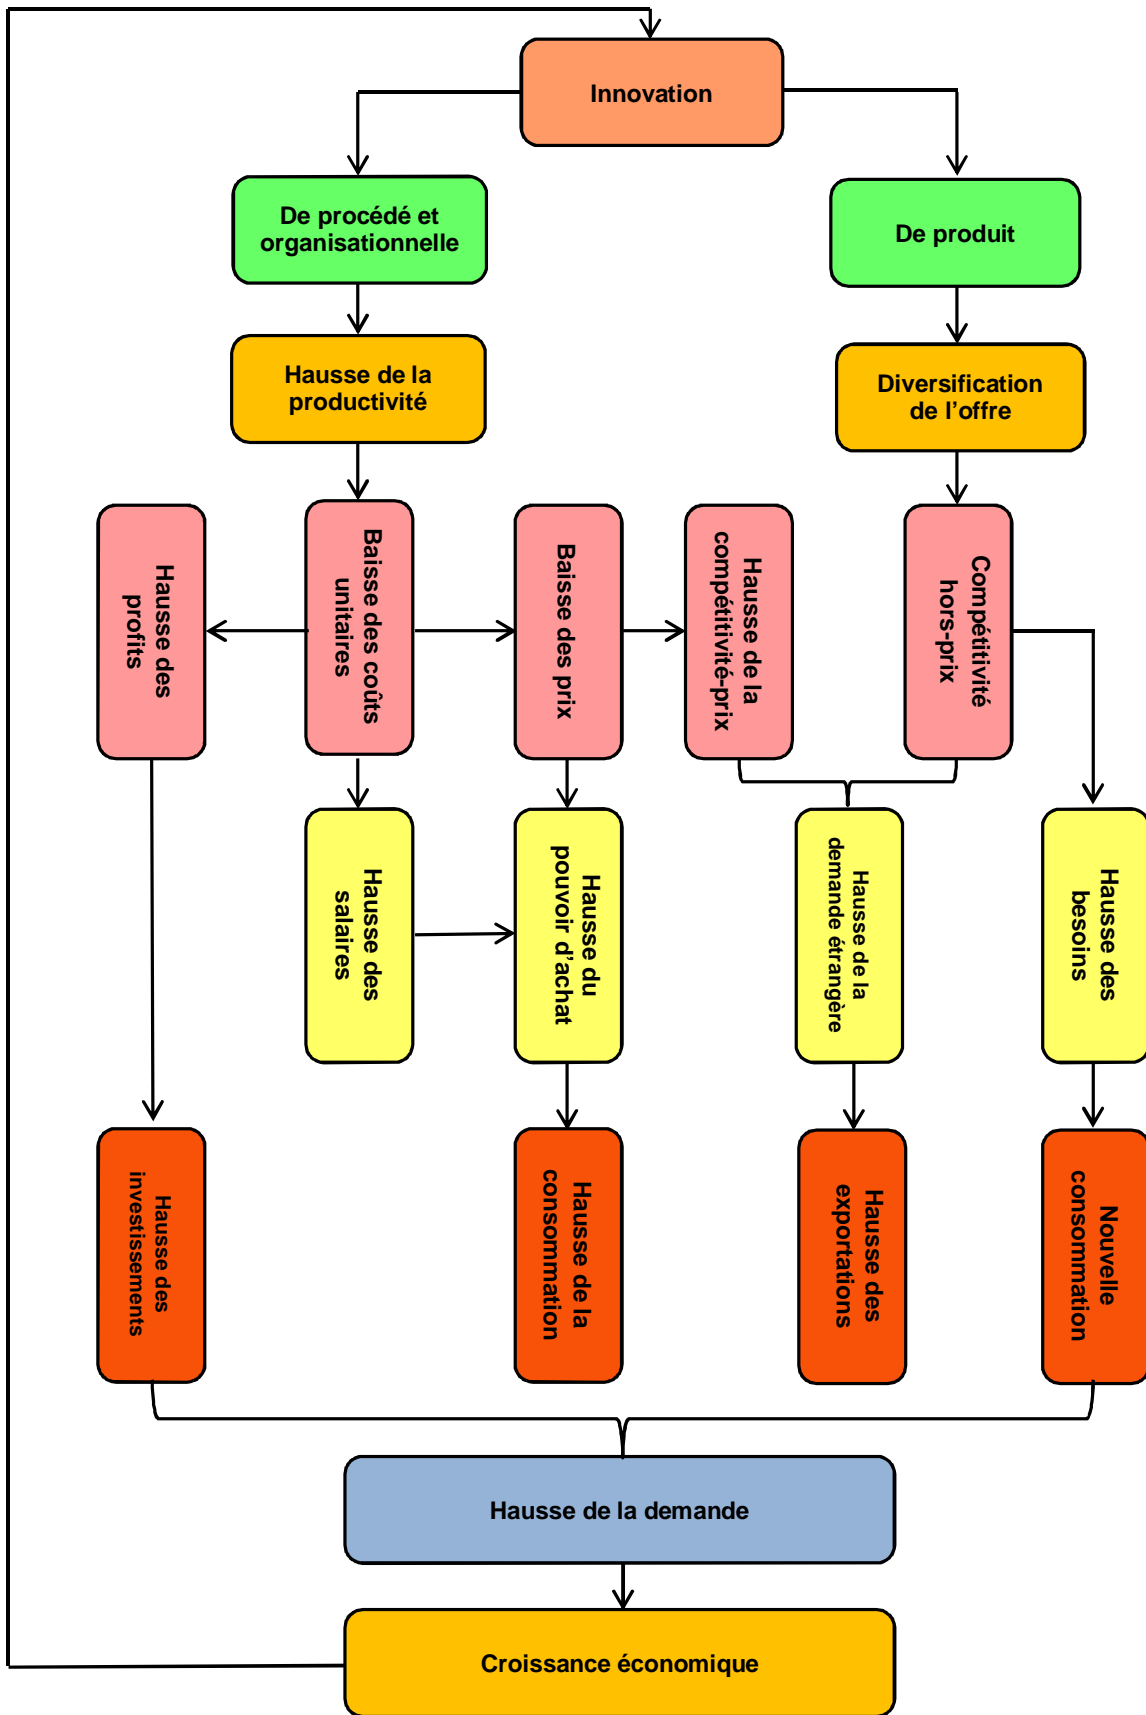 Innovation
De procédé et
organisationnelle
De produit
Hausse de la
productivité
Diversification
de l’offre
Hausse des
profits
Baisse des coûts
unitaires
Baisse des prix
Hausse de la
compétitivité-prix
Compétitivité
hors-prix
Hausse des
salaires
Hausse du
pouvoir d’achat
Hausse de la
demande étrangère
Hausse des
besoins
Hausse des
investissements
Hausse de la
consommation
Hausse des
exportations
Nouvelle
consommation
Hausse de la demande
Croissance économique